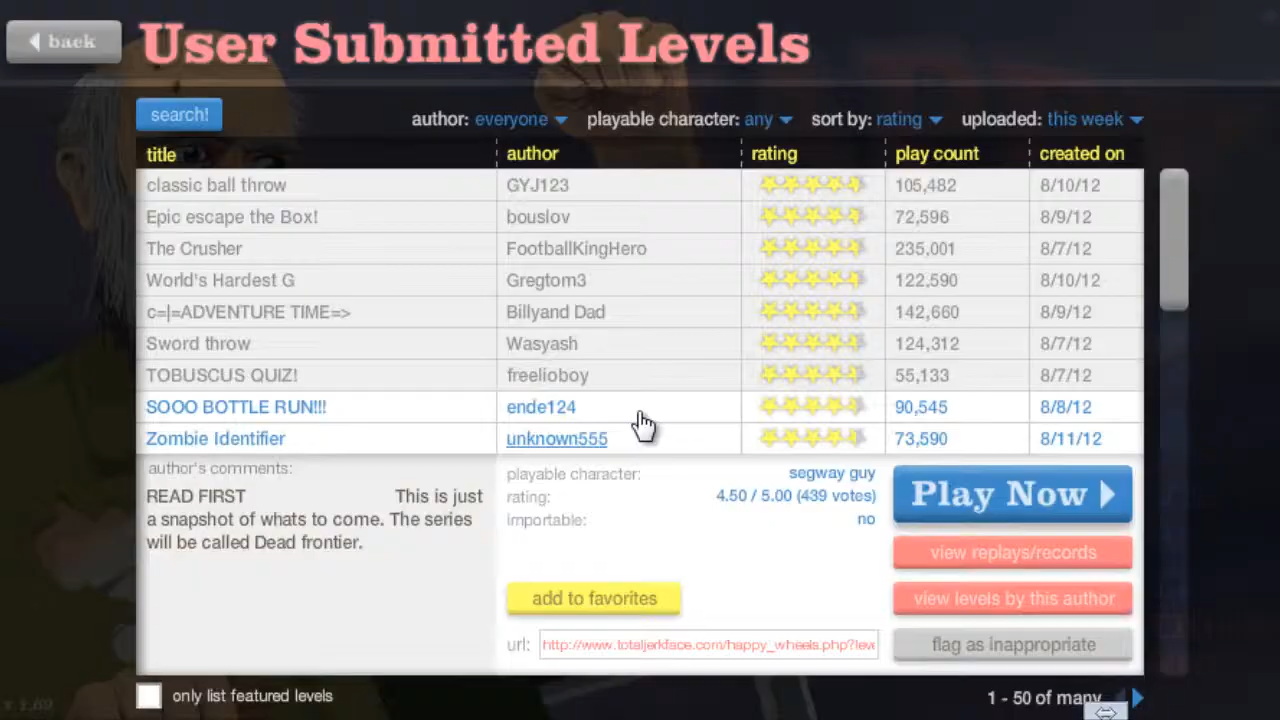 back
User Submitted Levels
search!
author: everyone playable character: any sort by: rating uploaded: this week
title author rating play count created on
classic ball throw GYJ123 105,482 8/10/12
Epic escape the Box! bouslov 72,596 8/9/12
The Crusher FootballKingHero 235,001 8/7/12
World's Hardest G Gregtom3 122,590 8/10/12
c=|=ADVENTURE TIME=> Billyand Dad 142,660 8/9/12
Sword throw Wasyash 124,312 8/7/12
TOBUSCUS QUIZ! freelioboy 55,133 8/7/12
SOOO BOTTLE RUN!!! ende124 90,545 8/8/12
Zombie Identifier unknown555 73,590 8/11/12
author's comments:
READ FIRST This is just
a snapshot of whats to come. The series
will be called Dead frontier.
playable character: segway guy
rating: 4.50 / 5.00 (439 votes)
importable: no
add to favorites
url: http://www.totaljerkface.com/happy_wheels.php?leve
Play Now
view replays/records
view levels by this author
flag as inappropriate
only list featured levels
1 - 50 of many
v 1.69